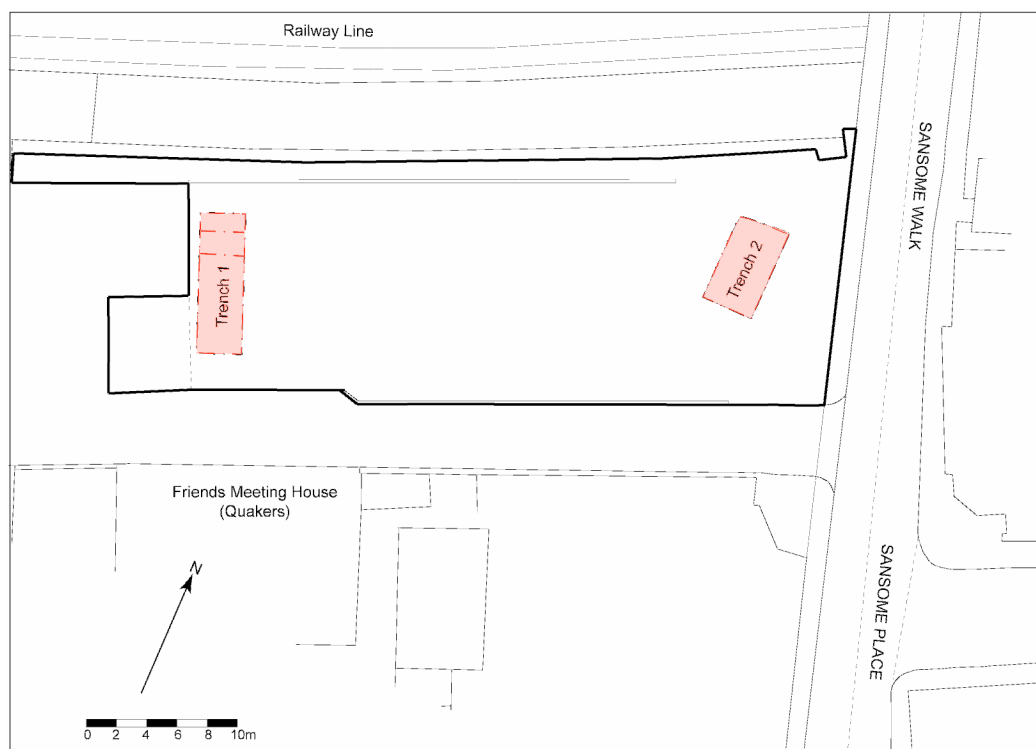 Railway Line
SANSOME WALK
Trench 1
Trench 2
Friends Meeting House
(Quakers)
SANSOME PLACE
N
0 2 4 6 8 10m